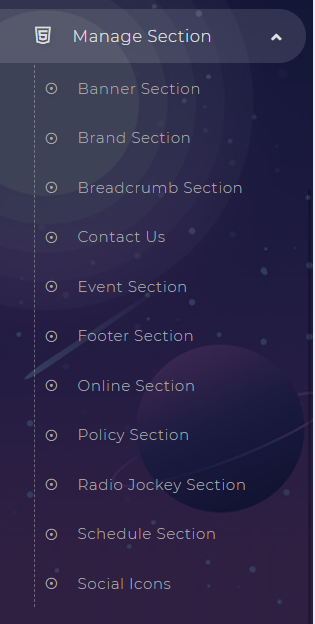 Manage Section
Banner Section
Brand Section
Breadcrumb Section
Contact Us
Event Section
Footer Section
Online Section
Policy Section
Radio Jockey Section
Schedule Section
Social Icons